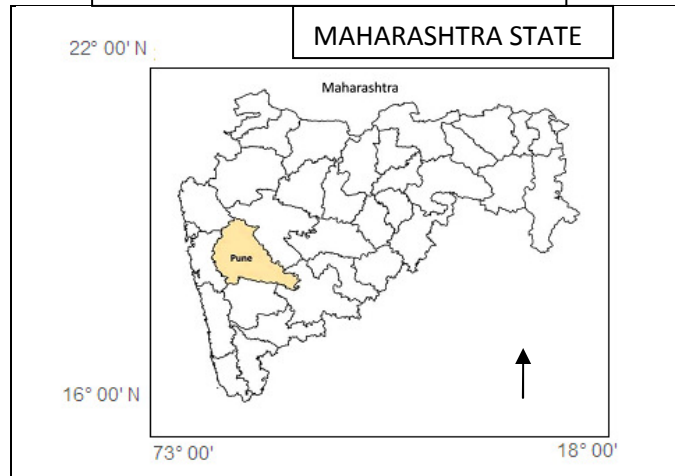 MAHARASHTRA STATE
22° 00' N
Maharashtra
Pune
16° 00' N
73° 00'
18° 00'